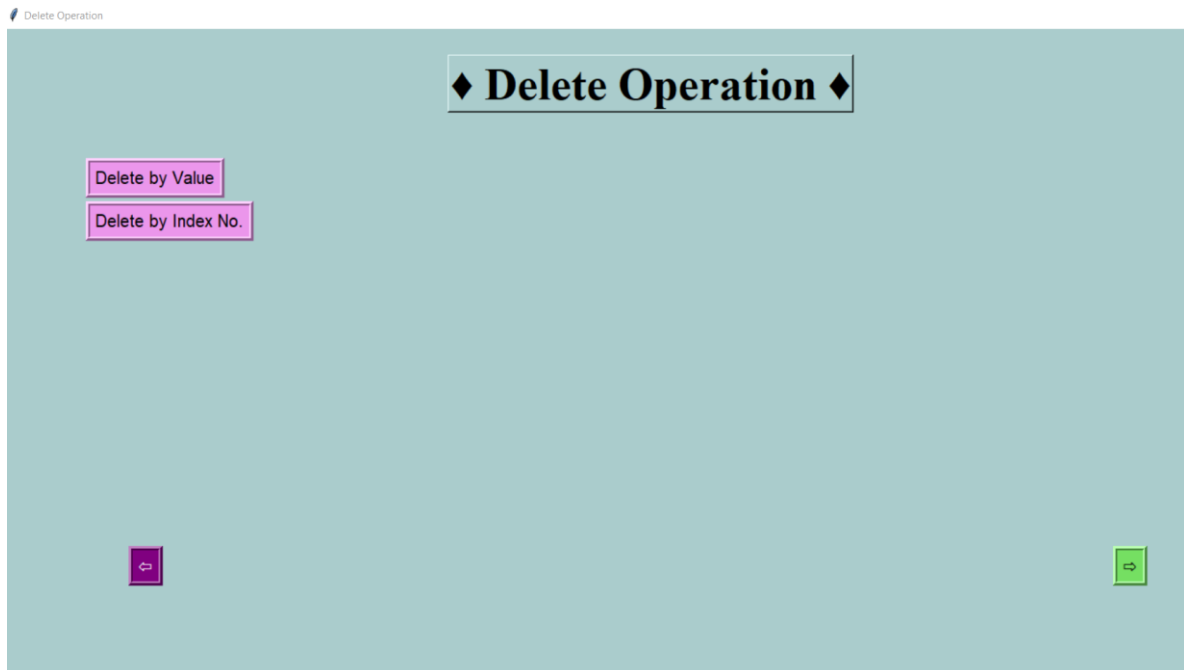 Delete Operation
♦ Delete Operation ♦
Delete by Value
Delete by Index No.
⇦ ⇨